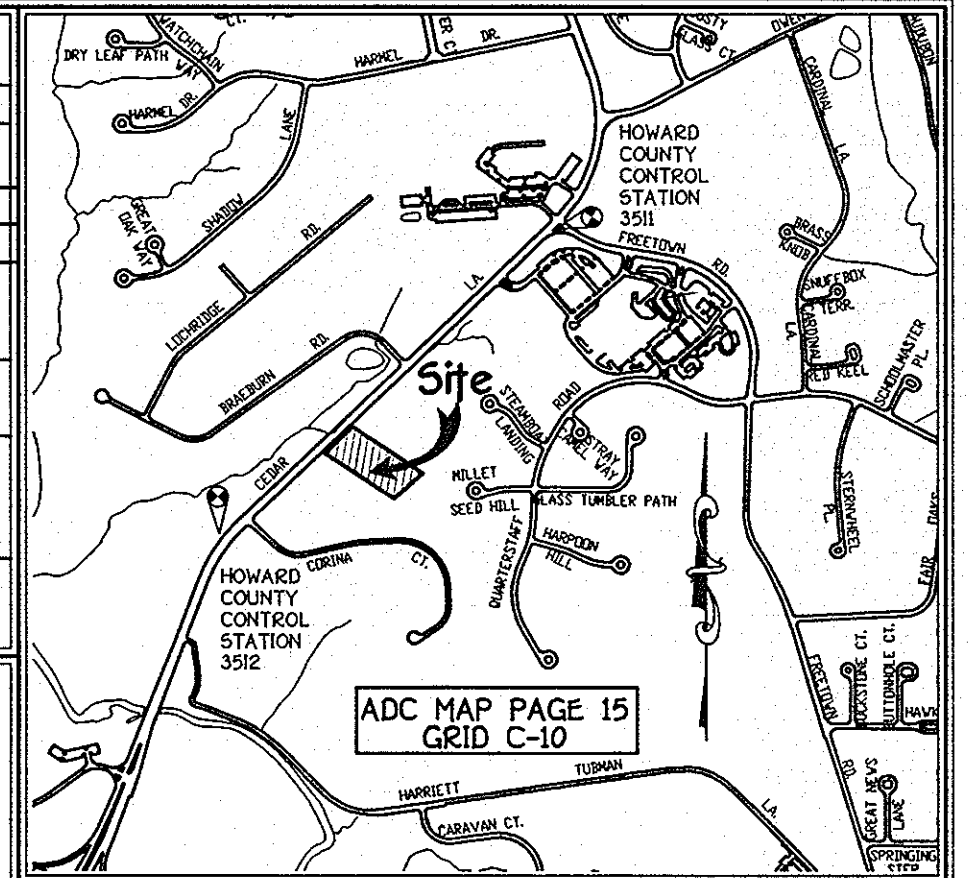 WATCHCHAIN
WAY
CT.
DRY LEAF PATH
HARMEL DR.
HARMEL
DR.
LANE
SHADOW
GREAT
OAK WAY
LOCHRIDGE
RD.
BRAEBURN
RD.
CEDAR
LA.
HOWARD
COUNTY
CONTROL
STATION
3511
FREETOWN
RD.
GLASS CT.
OWEN
CARDINAL
LA.
AUDUBON
BRASS
KNOB
SNUFFBOX
TERR.
CARDINAL
LA.
RED KEEL
SCHOOLMASTER
PL.
STERNWHEEL
PL.
FAIR
OAKS
Site
STEAMBOAT
LANDING
ROAD
STRAY
CAMEL WAY
MILLET
SEED HILL
GLASS TUMBLER PATH
QUARTERSTAFF
HARPOON
HILL
CORINA
CT.
HOWARD
COUNTY
CONTROL
STATION
3512
ADC MAP PAGE 15
GRID C-10
FREETOWN
RD.
BUTTONHOLE CT.
HAWK
GREAT NEWS
LANE
SPRINGING
STEP
HARRIETT
TUBMAN
LA.
CARAVAN CT.